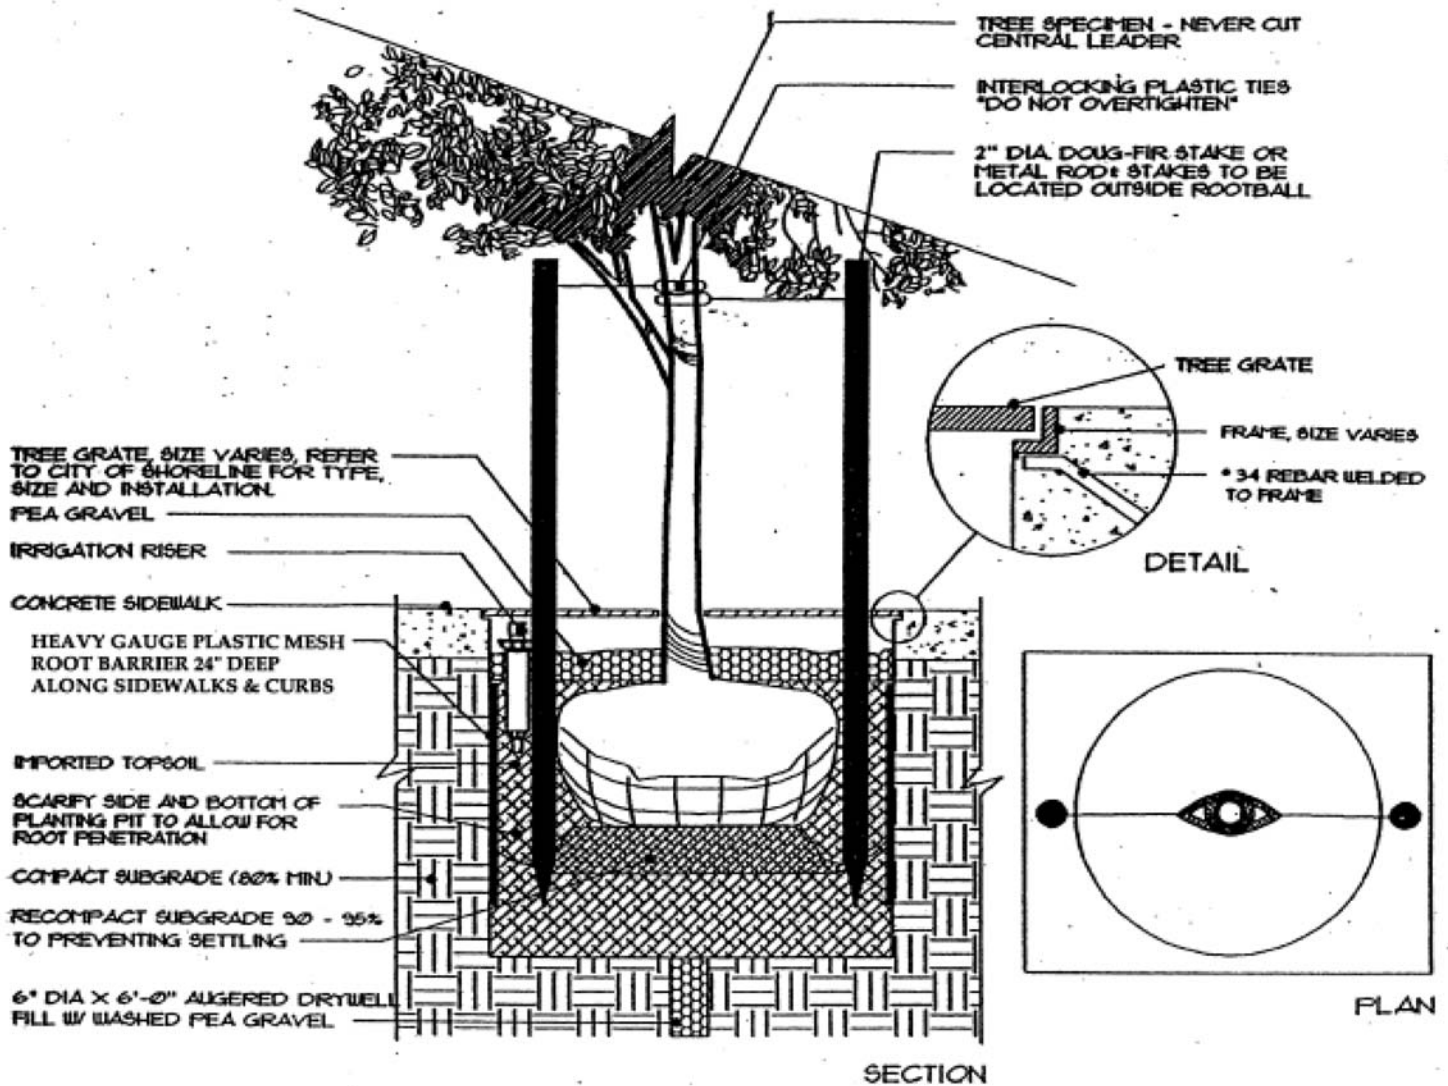 TREE SPECIMEN - NEVER CUT
CENTRAL LEADER
INTERLOCKING PLASTIC TIES
"DO NOT OVERTIGHTEN"
2" DIA. DOUG-FIR STAKE OR
METAL ROD: STAKES TO BE
LOCATED OUTSIDE ROOTBALL
TREE GRATE
FRAME, SIZE VARIES
* 34 REBAR WELDED
TO FRAME
DETAIL
TREE GRATE, SIZE VARIES, REFER
TO CITY OF SHORELINE FOR TYPE,
SIZE AND INSTALLATION.
PEA GRAVEL
IRRIGATION RISER
CONCRETE SIDEWALK
HEAVY GAUGE PLASTIC MESH
ROOT BARRIER 24" DEEP
ALONG SIDEWALKS & CURBS
IMPORTED TOPSOIL
SCARIFY SIDE AND BOTTOM OF
PLANTING PIT TO ALLOW FOR
ROOT PENETRATION
COMPACT SUBGRADE (80% MIN.)
RECOMPACT SUBGRADE 90 - 95%
TO PREVENTING SETTLING
6" DIA X 6'-0" AUGERED DRYWELL
FILL W/ WASHED PEA GRAVEL
PLAN
SECTION